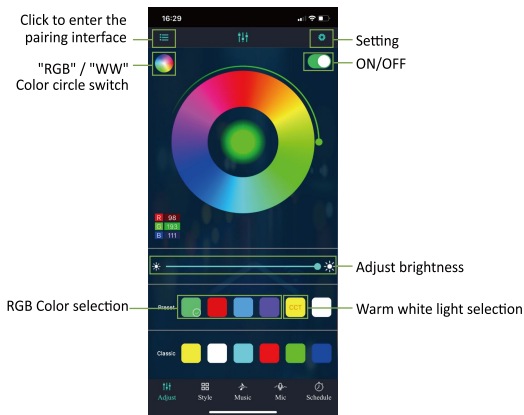 Click to enter the
pairing interface
"RGB" / "WW"
Color circle switch
16:29
Setting
ON/OFF
R 98
G 193
B 111
Adjust brightness
RGB Color selection
Preset
CCT
Warm white light selection
Classic
Adjust
Style
Music
Mic
Schedule